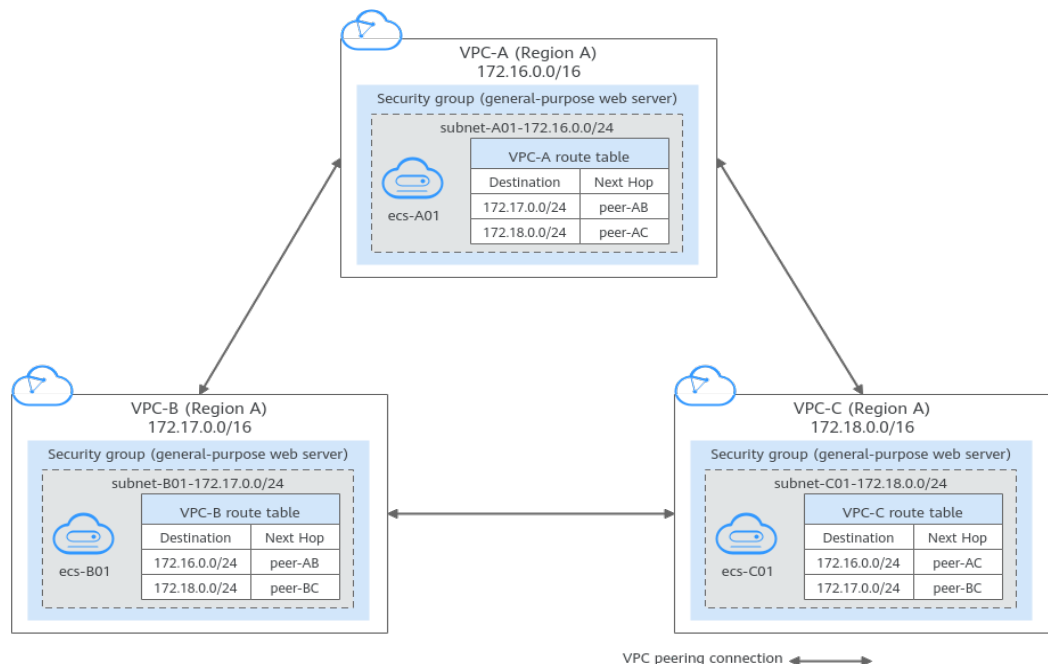 VPC-A (Region A)
172.16.0.0/16
Security group (general-purpose web server)
subnet-A01-172.16.0.0/24
VPC-A route table
Destination Next Hop
172.17.0.0/24 peer-AB
172.18.0.0/24 peer-AC
ecs-A01
VPC-B (Region A)
172.17.0.0/16
Security group (general-purpose web server)
subnet-B01-172.17.0.0/24
VPC-B route table
Destination Next Hop
172.16.0.0/24 peer-AB
172.18.0.0/24 peer-BC
ecs-B01
VPC-C (Region A)
172.18.0.0/16
Security group (general-purpose web server)
subnet-C01-172.18.0.0/24
VPC-C route table
Destination Next Hop
172.16.0.0/24 peer-AC
172.17.0.0/24 peer-BC
ecs-C01
VPC peering connection